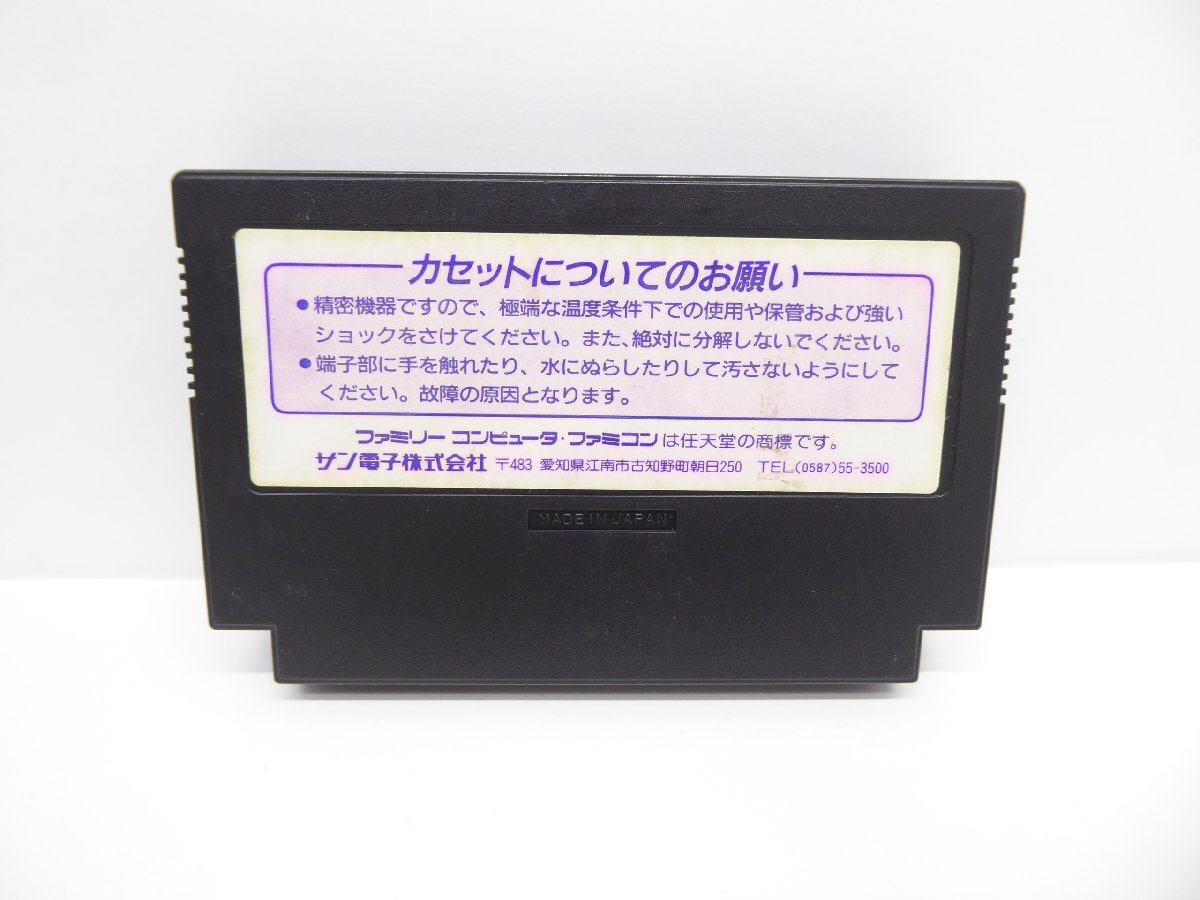 カセットについてのお願い
●精密機器ですので、極端な温度条件下での使用や保管および強い
ショックをさけてください。また、絶対に分解しないでください。
●端子部に手を触れたり、水にぬらしたりして汚さないようにして
ください。故障の原因となります。
ファミリー コンピュータ・ファミコンは任天堂の商標です。
サン電子株式会社 〒483 愛知県江南市古知野町朝日250 TEL(0587)55-3500
MADE IN JAPAN